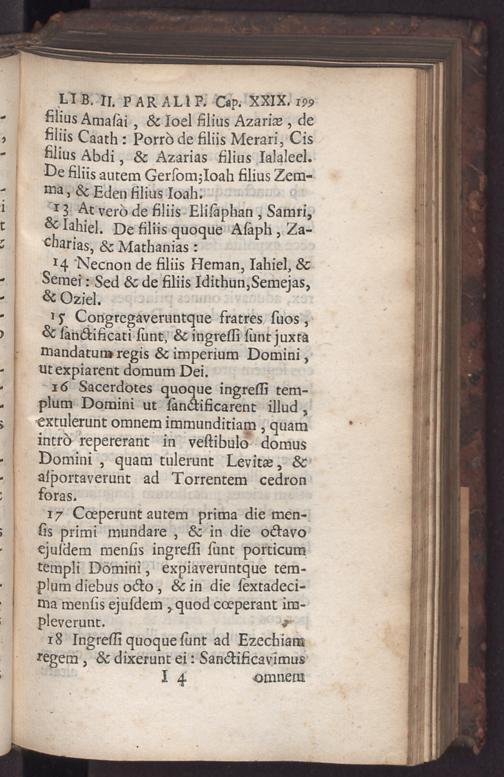 LIB. II. PARALIP. Cap. XXIX. 199
filius Amaſai, & Ioel filius Azariæ, de
filiis Caath : Porrò de filiis Merari, Cis
filius Abdi, & Azarias filius Ialaleel.
De filiis autem Gerſom; Ioah filius Zem-
ma, & Eden filius Ioah.
13 At verò de filiis Eliſaphan, Samri,
& Iahiel. De filiis quoque Aſaph, Za-
charias, & Mathanias :
14 Necnon de filiis Heman, Iahiel, &
Semei : Sed & de filiis Idithun, Semejas,
& Oziel.
15 Congregaveruntque fratres ſuos,
& ſanctificati ſunt, & ingreſſi ſunt juxta
mandatum regis & imperium Domini,
ut expiarent domum Dei.
16 Sacerdotes quoque ingreſſi tem-
plum Domini ut ſanctificarent illud,
extulerunt omnem immunditiam, quam
intrò repererant in veſtibulo domus
Domini, quam tulerunt Levitæ, &
aſportaverunt ad Torrentem cedron
foras.
17 Cœperunt autem prima die men-
ſis primi mundare, & in die octavo
ejuſdem mensis ingreſſi ſunt porticum
templi Domini, expiaveruntque tem-
plum diebus octo, & in die ſextadeci-
ma mensis ejuſdem, quod cœperant im-
pleverunt.
18 Ingreſſi quoque ſunt ad Ezechiam
regem, & dixerunt ei : Sanctificavimus
I 4 omnem